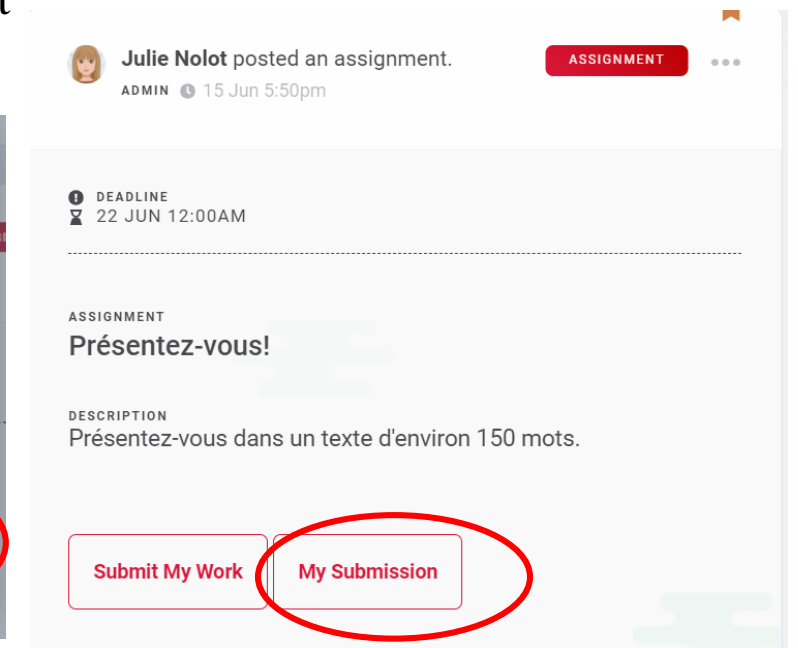 Julie Nolot posted an assignment.
ASSIGNMENT
ADMIN 15 Jun 5:50pm
DEADLINE
22 JUN 12:00AM
ASSIGNMENT
Présentez-vous!
DESCRIPTION
Présentez-vous dans un texte d'environ 150 mots.
Submit My Work
My Submission